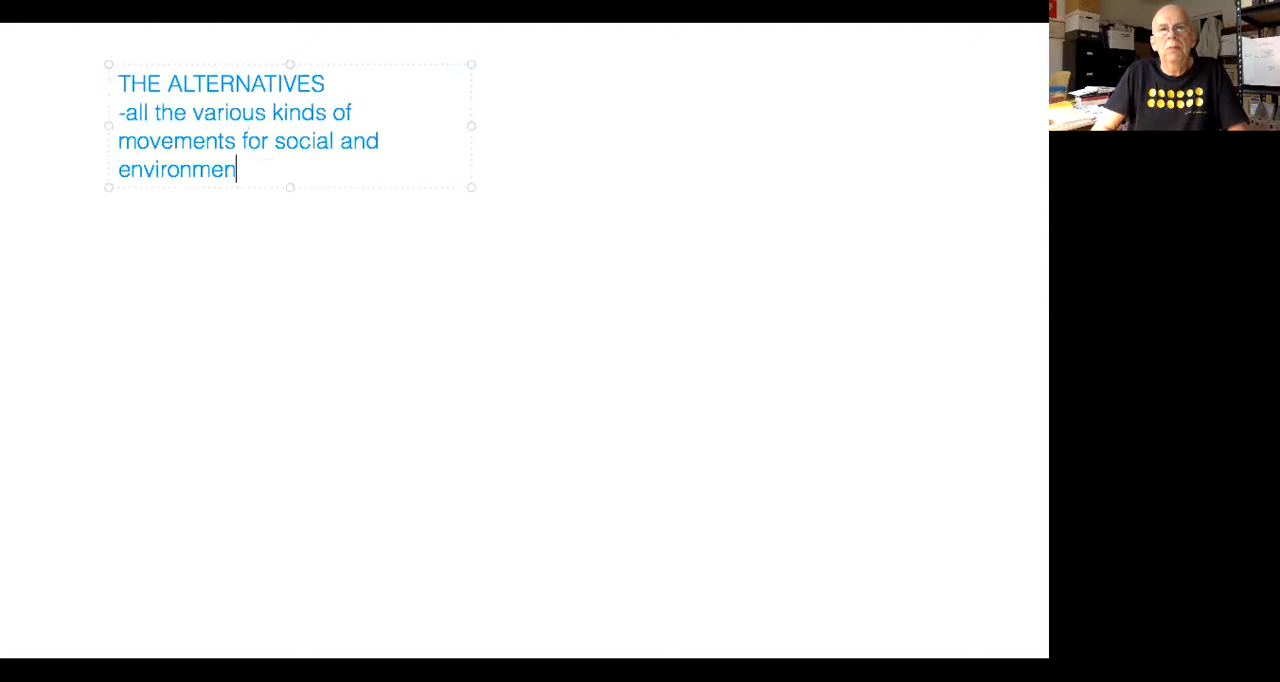 THE ALTERNATIVES
-all the various kinds of
movements for social and
environmen